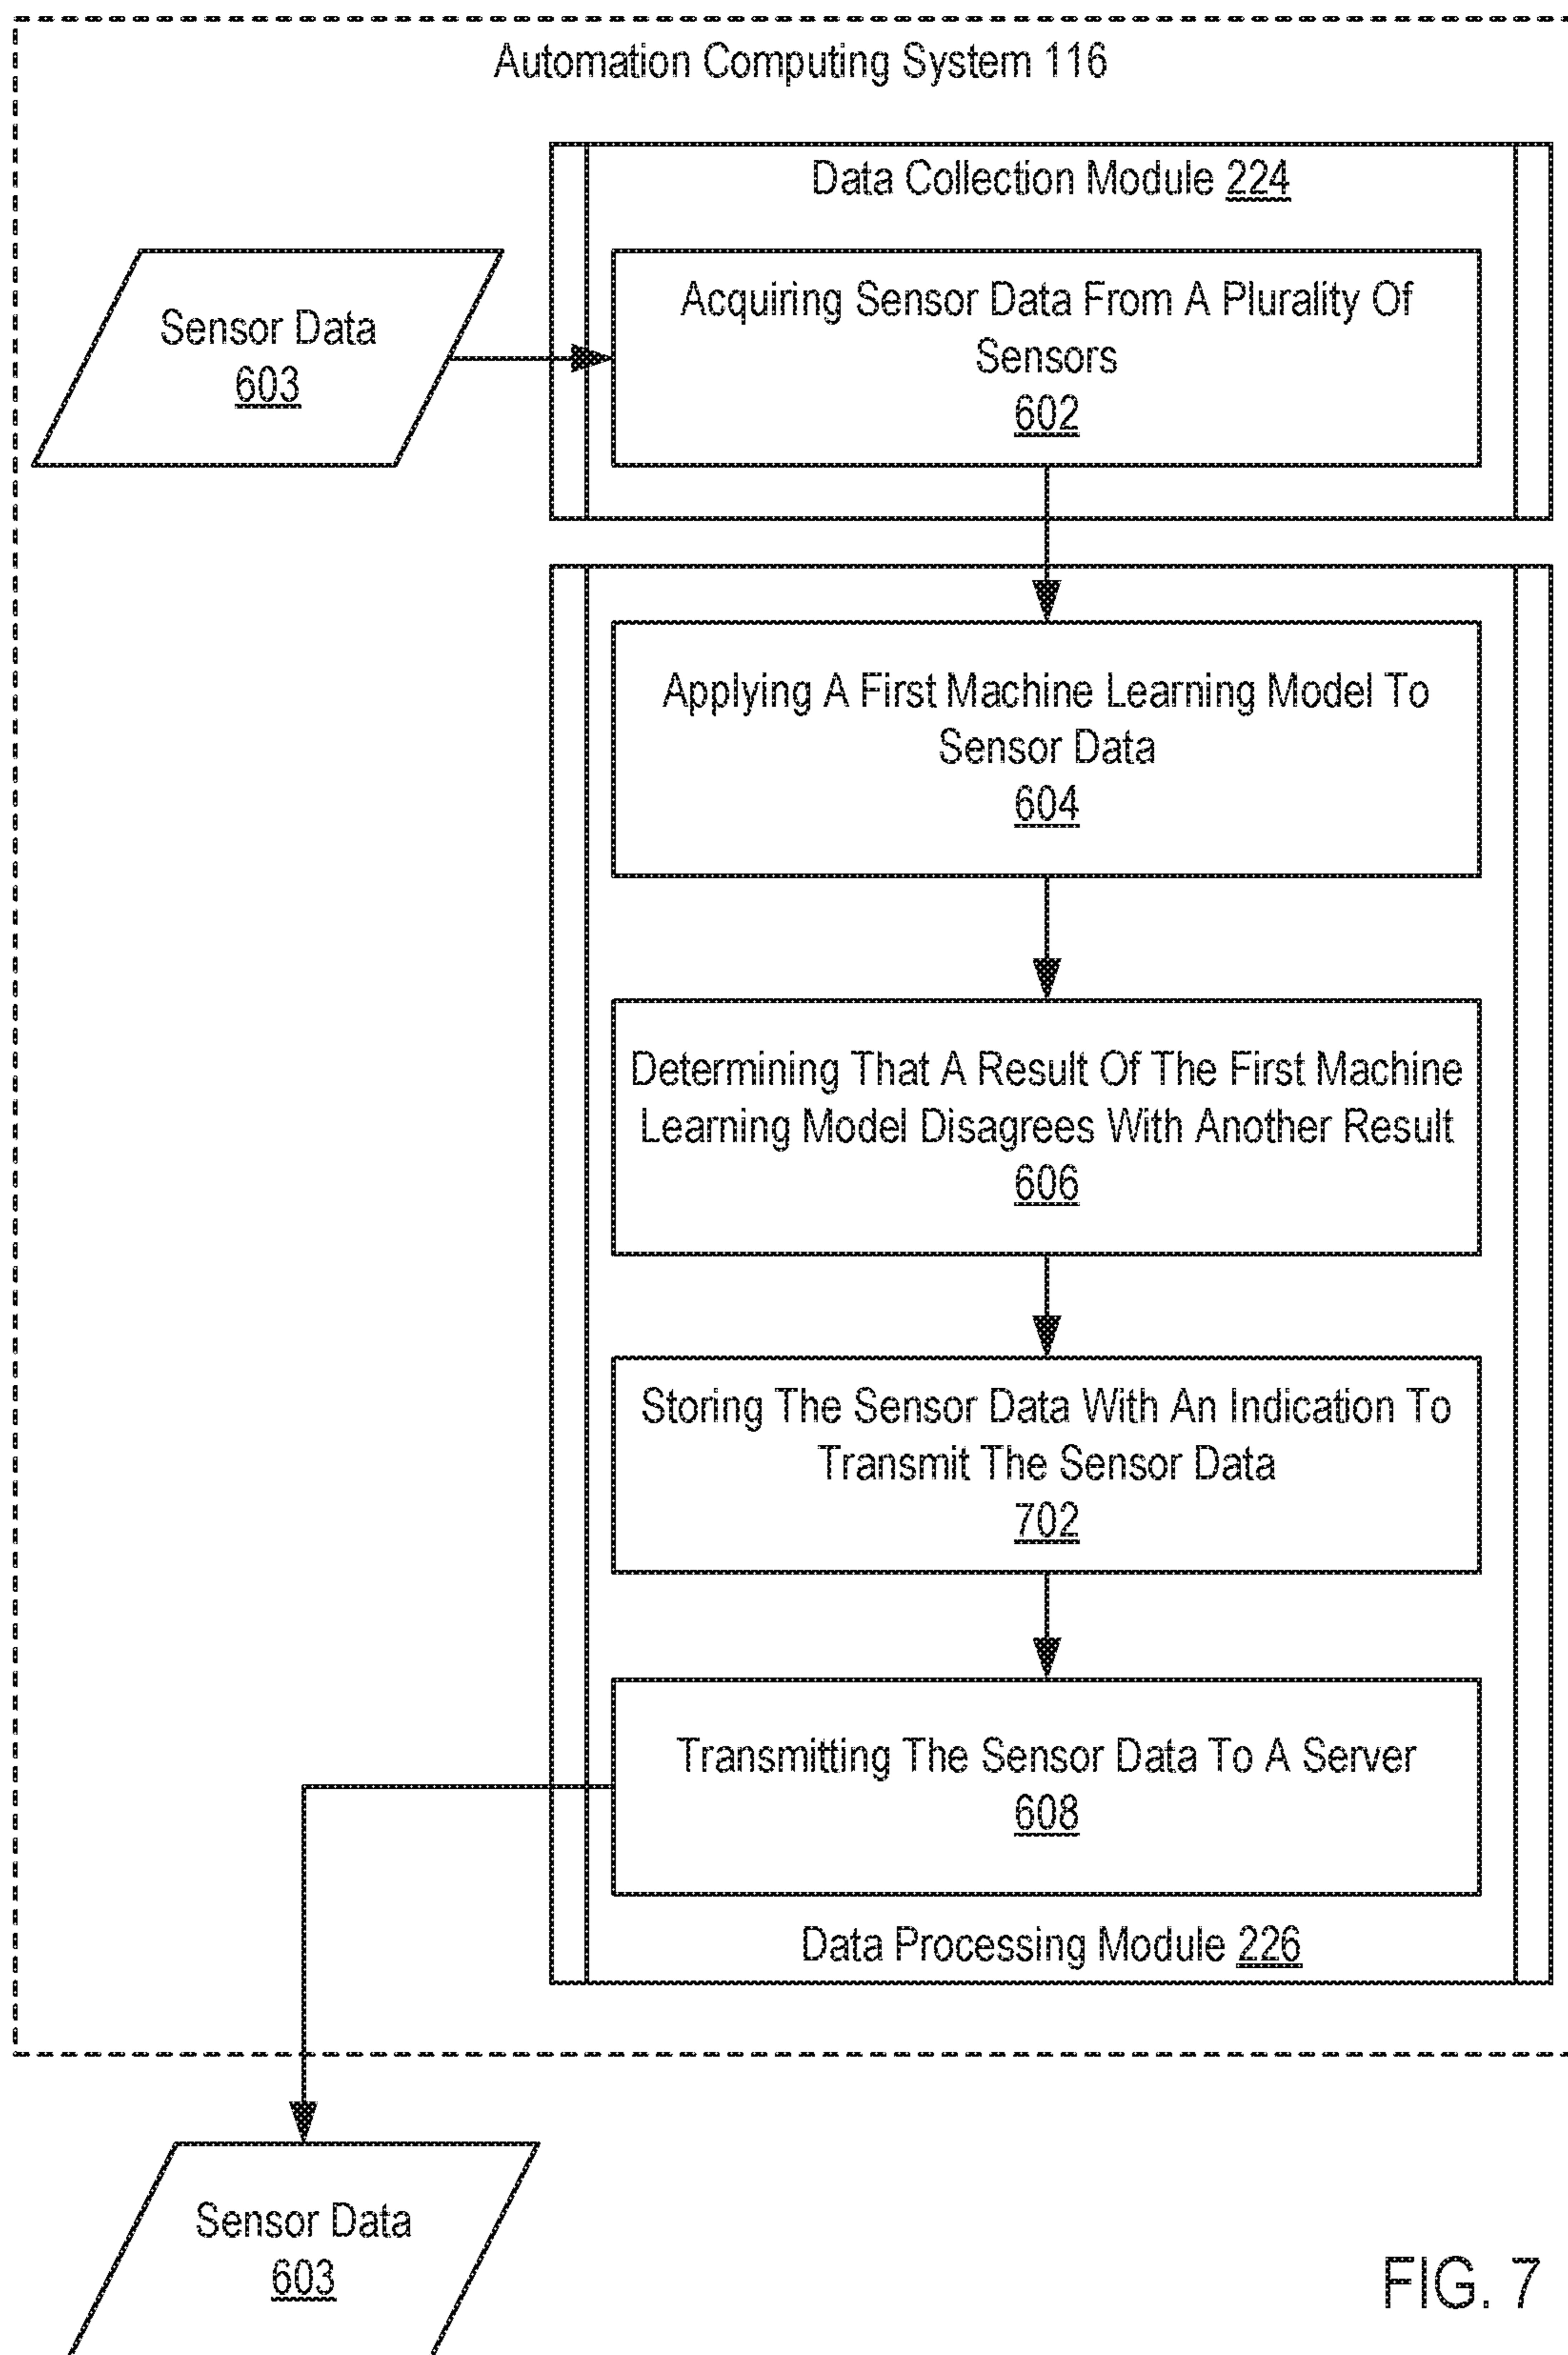 Automation Computing System 116
Data Collection Module 224
Sensor Data
603
Acquiring Sensor Data From A Plurality Of
Sensors
602
Applying A First Machine Learning Model To
Sensor Data
604
Determining That A Result Of The First Machine
Learning Model Disagrees With Another Result
606
Storing The Sensor Data With An Indication To
Transmit The Sensor Data
702
Transmitting The Sensor Data To A Server
608
Data Processing Module 226
Sensor Data
603
FIG. 7